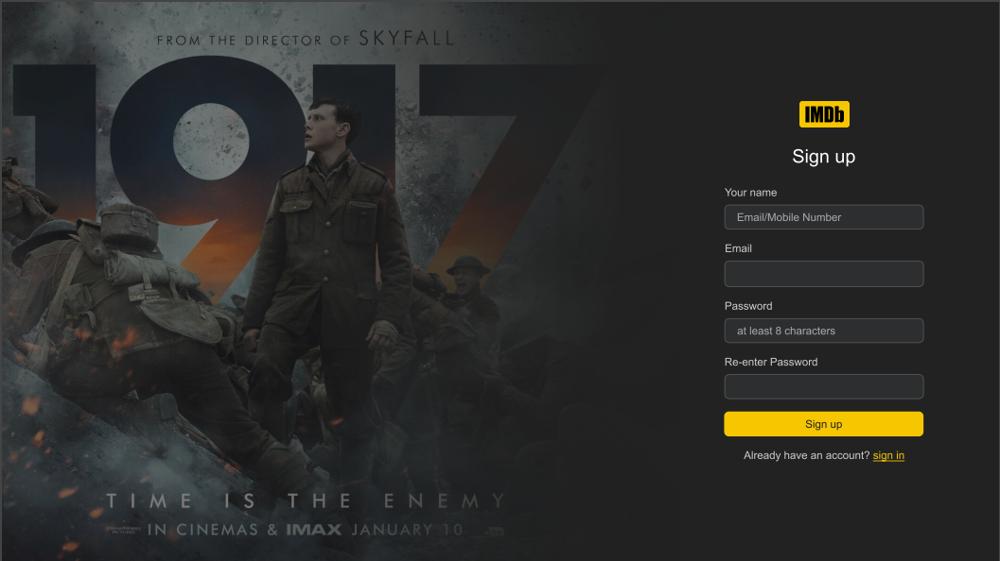 FROM THE DIRECTOR OF SKYFALL
1917
TIME IS THE ENEMY
IN CINEMAS & IMAX JANUARY 10
IMDb
Sign up
Your name
Email/Mobile Number
Email
Password
at least 8 characters
Re-enter Password
Sign up
Already have an account? sign in